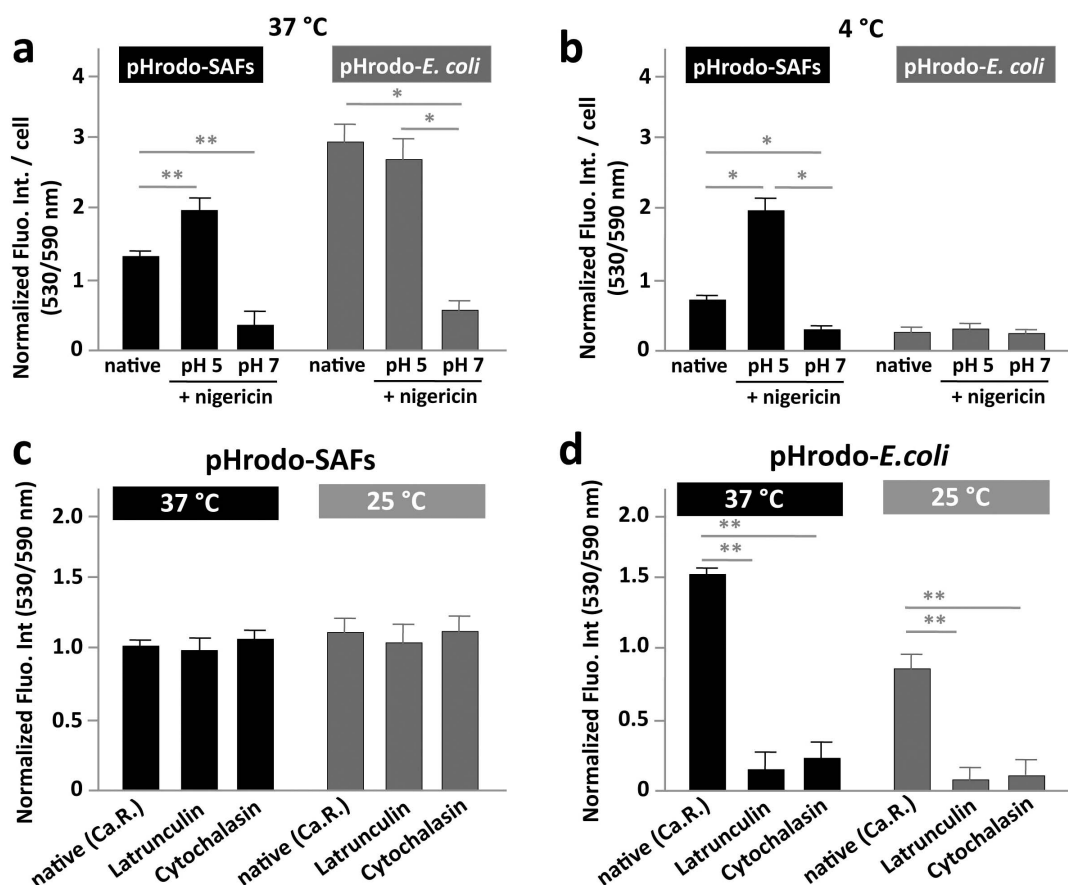 a
37 °C
pHrodo-SAFs
pHrodo-E. coli
Normalized Fluo. Int. / cell
(530/590 nm)
4
3
2
1
0
**
**
*
*
native
pH 5
pH 7
+ nigericin
native
pH 5
pH 7
+ nigericin
b
4 °C
pHrodo-SAFs
pHrodo-E. coli
Normalized Fluo. Int. / cell
(530/590 nm)
4
3
2
1
0
*
*
*
native
pH 5
pH 7
+ nigericin
native
pH 5
pH 7
+ nigericin
c
pHrodo-SAFs
37 °C
25 °C
Normalized Fluo. Int (530/590 nm)
2.0
1.5
1.0
0.5
0
native (Ca.R.)
Latrunculin
Cytochalasin
native (Ca.R.)
Latrunculin
Cytochalasin
d
pHrodo-E.coli
37 °C
25 °C
Normalized Fluo. Int (530/590 nm)
2.0
1.5
1.0
0.5
0
**
**
**
**
native (Ca.R.)
Latrunculin
Cytochalasin
native (Ca.R.)
Latrunculin
Cytochalasin